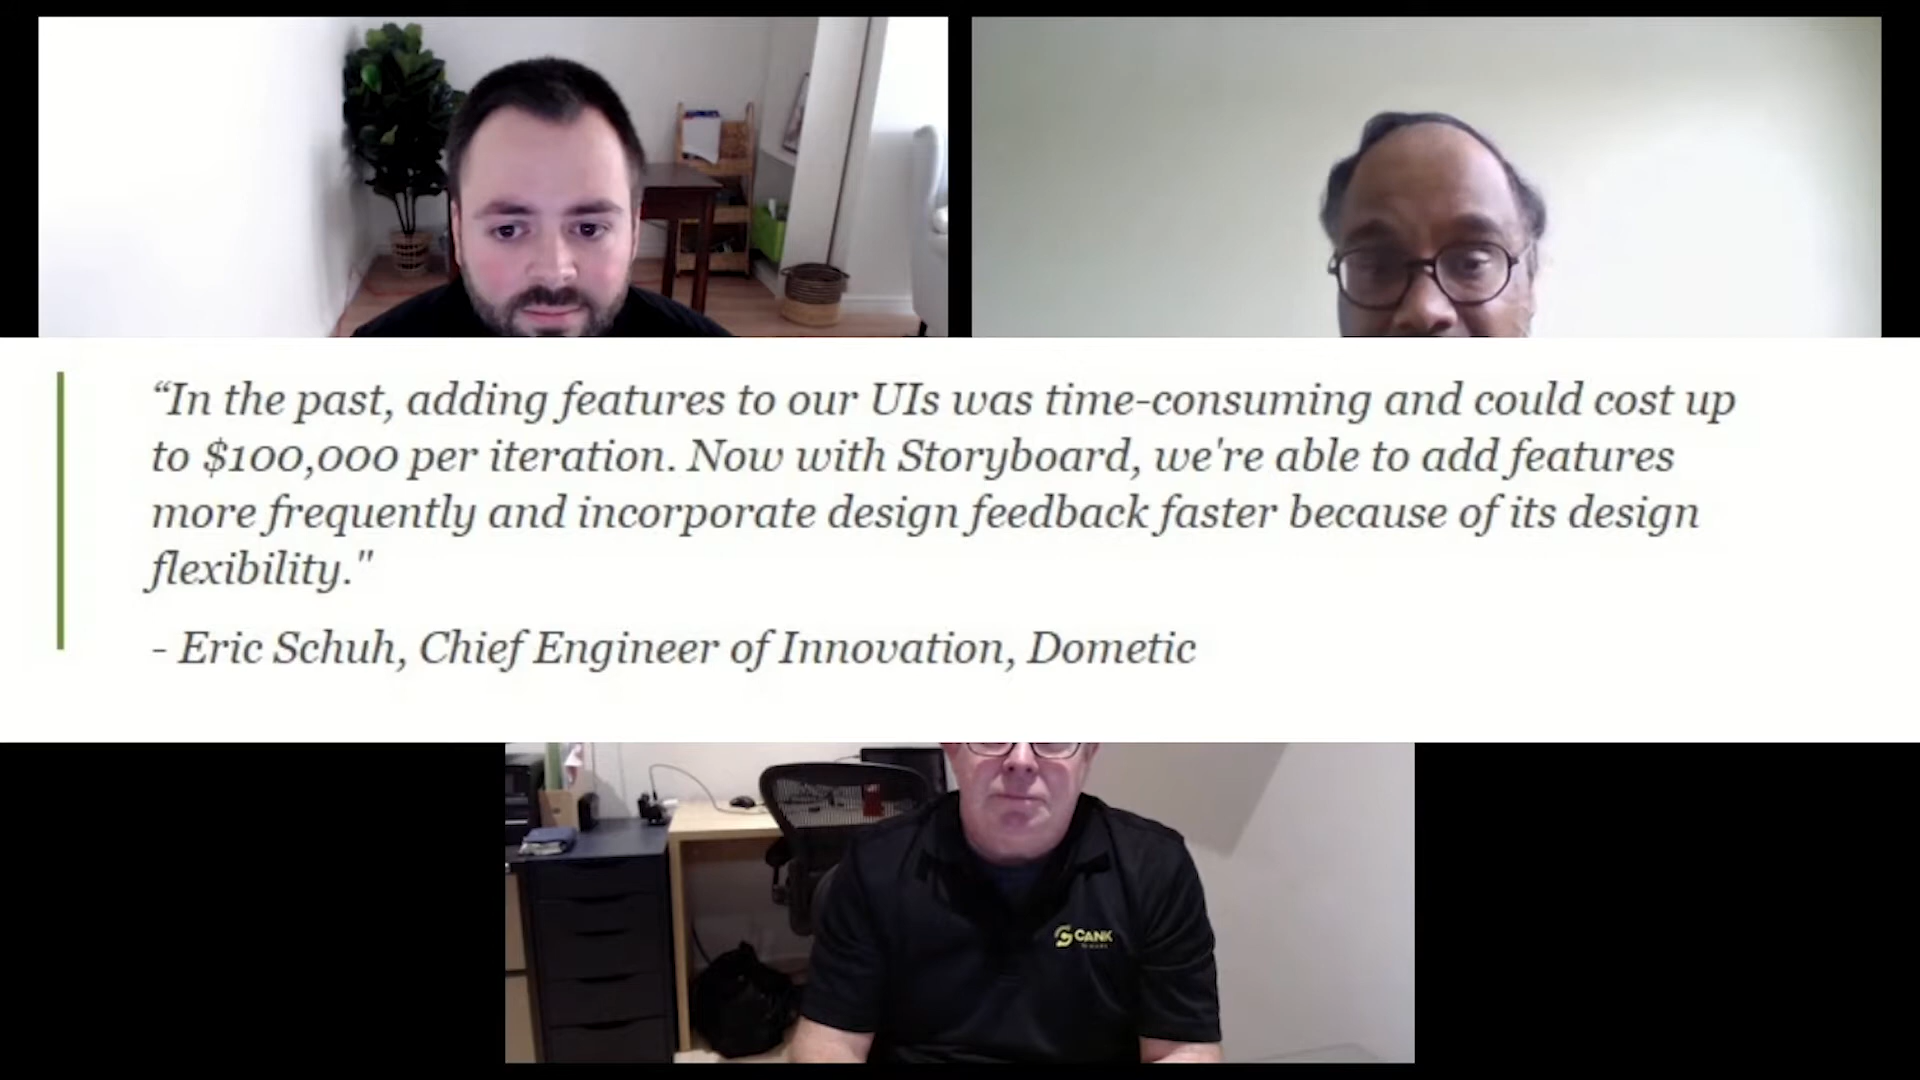 “In the past, adding features to our UIs was time-consuming and could cost up
to $100,000 per iteration. Now with Storyboard, we're able to add features
more frequently and incorporate design feedback faster because of its design
flexibility."
- Eric Schuh, Chief Engineer of Innovation, Dometic
CANK